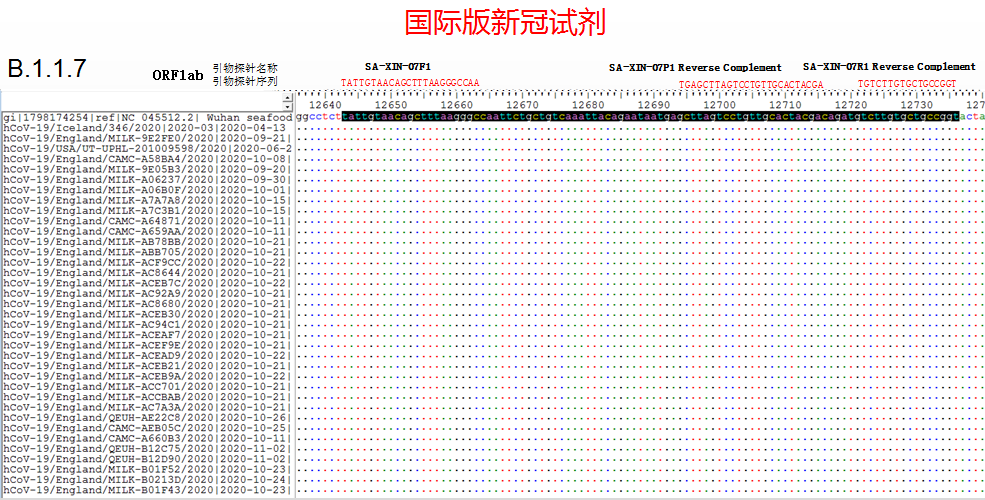 国际版新冠试剂
B.1.1.7
ORF1ab
引物探针名称
引物探针序列
SA-XIN-07F1
SA-XIN-07P1 Reverse Complement
SA-XIN-07R1 Reverse Complement
TATTGTAACAGCTTTAAGGGCCAA
TGAGCTTAGTCCTGTTGCACTACGA
TGTCTTGTGCTGCCGGT
12640 12650 12660 12670 12680 12690 12700 12710 12720 12730 127
gi|1798174254|ref|NC 045512.2| Wuhan seafood ggcctcttattgtaacagctttaagggccaattctgctgtcaaattacagaataatgagcttagtcctgttgcactacgacagatgtcttgtgctgccggtacta
hCoV-19/Iceland/346/2020|2020-03|2020-04-13
hCoV-19/England/MILK-9E2FE0/2020|2020-09-21|
hCoV-19/USA/UT-UPHL-201009598/2020|2020-06-2
hCoV-19/England/CAMC-A58BA4/2020|2020-10-08|
hCoV-19/England/MILK-9E05B3/2020|2020-09-20|
hCoV-19/England/MILK-A06237/2020|2020-09-30|
hCoV-19/England/MILK-A06B0F/2020|2020-10-01|
hCoV-19/England/MILK-A7A7A8/2020|2020-10-15|
hCoV-19/England/MILK-A7C3B1/2020|2020-10-15|
hCoV-19/England/CAMC-A64871/2020|2020-10-11|
hCoV-19/England/CAMC-A659AA/2020|2020-10-11|
hCoV-19/England/MILK-AB78BB/2020|2020-10-21|
hCoV-19/England/MILK-ABB705/2020|2020-10-21|
hCoV-19/England/MILK-ACF9CC/2020|2020-10-22|
hCoV-19/England/MILK-AC8644/2020|2020-10-21|
hCoV-19/England/MILK-ACEB7C/2020|2020-10-22|
hCoV-19/England/MILK-AC92A9/2020|2020-10-21|
hCoV-19/England/MILK-AC8680/2020|2020-10-21|
hCoV-19/England/MILK-ACEB30/2020|2020-10-21|
hCoV-19/England/MILK-AC94C1/2020|2020-10-21|
hCoV-19/England/MILK-ACEAF7/2020|2020-10-21|
hCoV-19/England/MILK-ACEF9E/2020|2020-10-21|
hCoV-19/England/MILK-ACEAD9/2020|2020-10-22|
hCoV-19/England/MILK-ACEB21/2020|2020-10-21|
hCoV-19/England/MILK-ACEB9A/2020|2020-10-22|
hCoV-19/England/MILK-ACC701/2020|2020-10-21|
hCoV-19/England/MILK-ACCBAB/2020|2020-10-21|
hCoV-19/England/MILK-AC7A3A/2020|2020-10-21|
hCoV-19/England/QEUH-AE22C8/2020|2020-10-26|
hCoV-19/England/CAMC-AEB05C/2020|2020-10-25|
hCoV-19/England/CAMC-A660B3/2020|2020-10-11|
hCoV-19/England/QEUH-B12C75/2020|2020-11-02|
hCoV-19/England/QEUH-B12D90/2020|2020-11-02|
hCoV-19/England/MILK-B01F52/2020|2020-10-23|
hCoV-19/England/MILK-B0213D/2020|2020-10-24|
hCoV-19/England/MILK-B01F43/2020|2020-10-23|